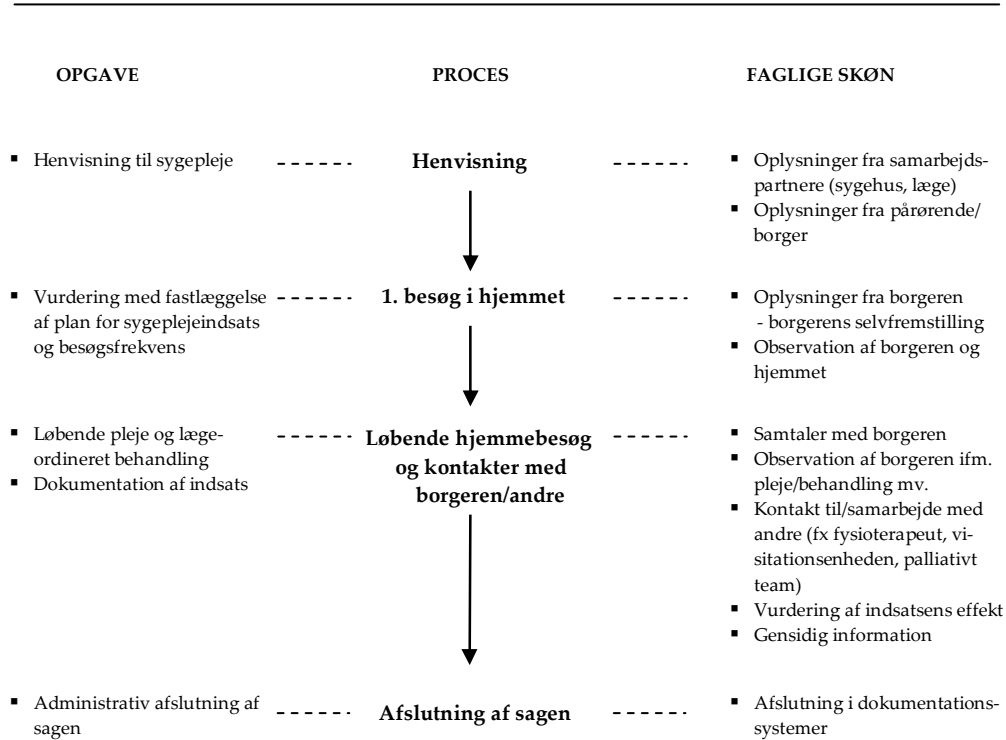 OPGAVE
PROCES
FAGLIGE SKØN
▪ Henvisning til sygepleje
Henvisning
▪ Oplysninger fra samarbejds-
partnere (sygehus, læge)
▪ Oplysninger fra pårørende/
borger
▪ Vurdering med fastlæggelse
af plan for sygeplejeindsats
og besøgsfrekvens
1. besøg i hjemmet
▪ Oplysninger fra borgeren
- borgerens selvfremstilling
▪ Observation af borgeren og
hjemmet
▪ Løbende pleje og læge-
ordineret behandling
▪ Dokumentation af indsats
Løbende hjemmebesøg
og kontakter med
borgeren/andre
▪ Samtaler med borgeren
▪ Observation af borgeren ifm.
pleje/behandling mv.
▪ Kontakt til/samarbejde med
andre (fx fysioterapeut, vi-
sitationsenheden, palliativt
team)
▪ Vurdering af indsatsens effekt
▪ Gensidig information
▪ Administrativ afslutning af
sagen
Afslutning af sagen
▪ Afslutning i dokumentations-
systemer